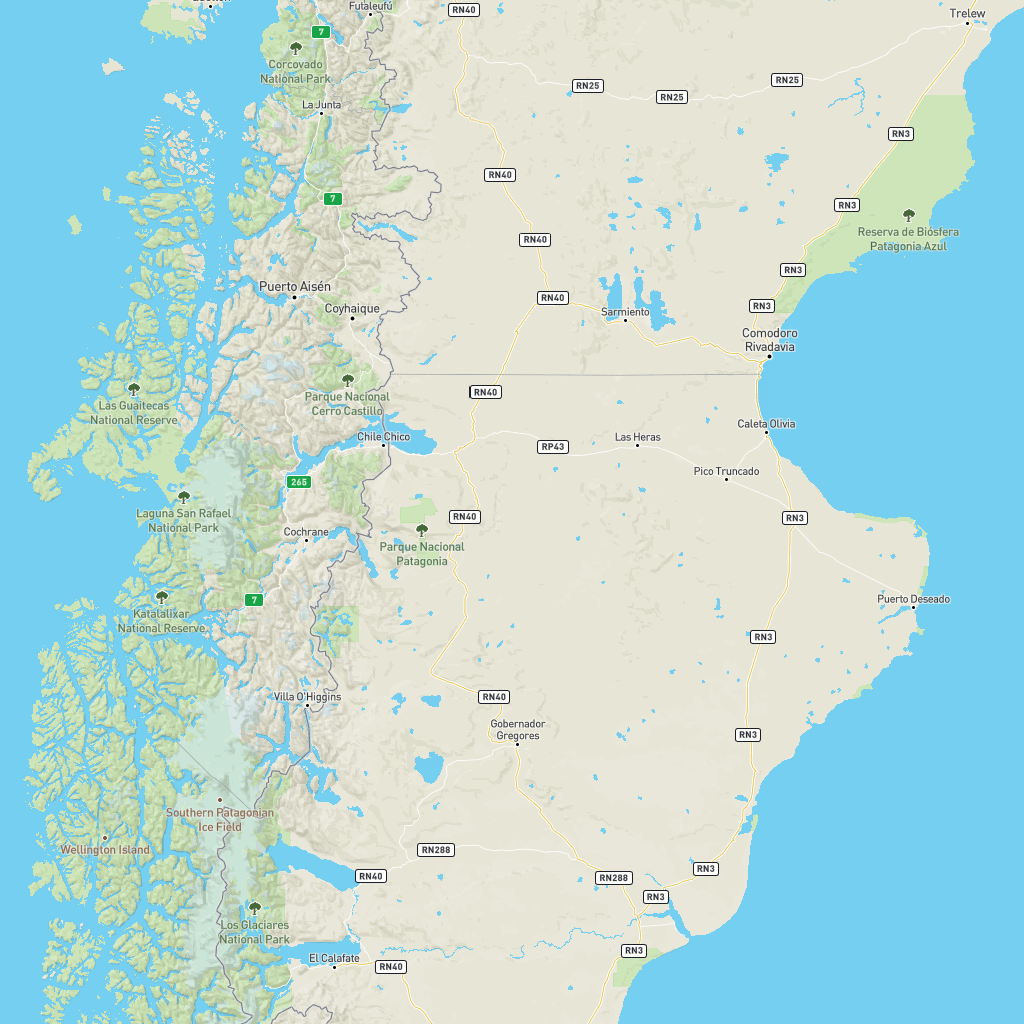 Futaleufú
RN40
Trelew
7
Corcovado
National Park
RN25
RN25
RN25
La Junta
RN3
RN40
7
RN3
Reserva de Biosfera
Patagonia Azul
RN40
RN3
Puerto Aisén
RN40
RN3
Coyhaique
Sarmiento
Comodoro
Rivadavia
Parque Nacional
Cerro Castillo
RN40
Las Guaitecas
National Reserve
Caleta Olivia
Chile Chico
RP43
Las Heras
Pico Truncado
265
Laguna San Rafael
National Park
RN40
RN3
Cochrane
Parque Nacional
Patagonia
Katalalixar
National Reserve
7
Puerto Deseado
RN3
Villa O'Higgins
RN40
Gobernador
Gregores
RN3
Southern Patagonian
Ice Field
Wellington Island
RN288
RN40
RN288
RN3
RN3
Los Glaciares
National Park
RN3
El Calafate
RN40